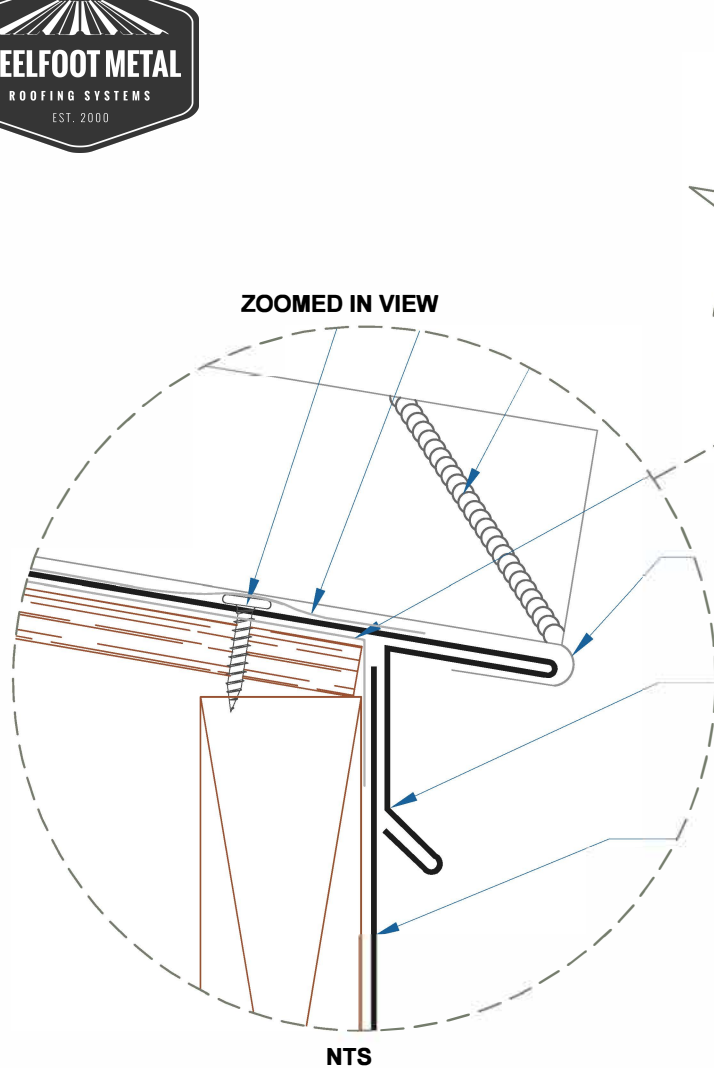 EELFOOT METAL
ROOFING SYSTEMS
EST. 2000
ZOOMED IN VIEW
NTS